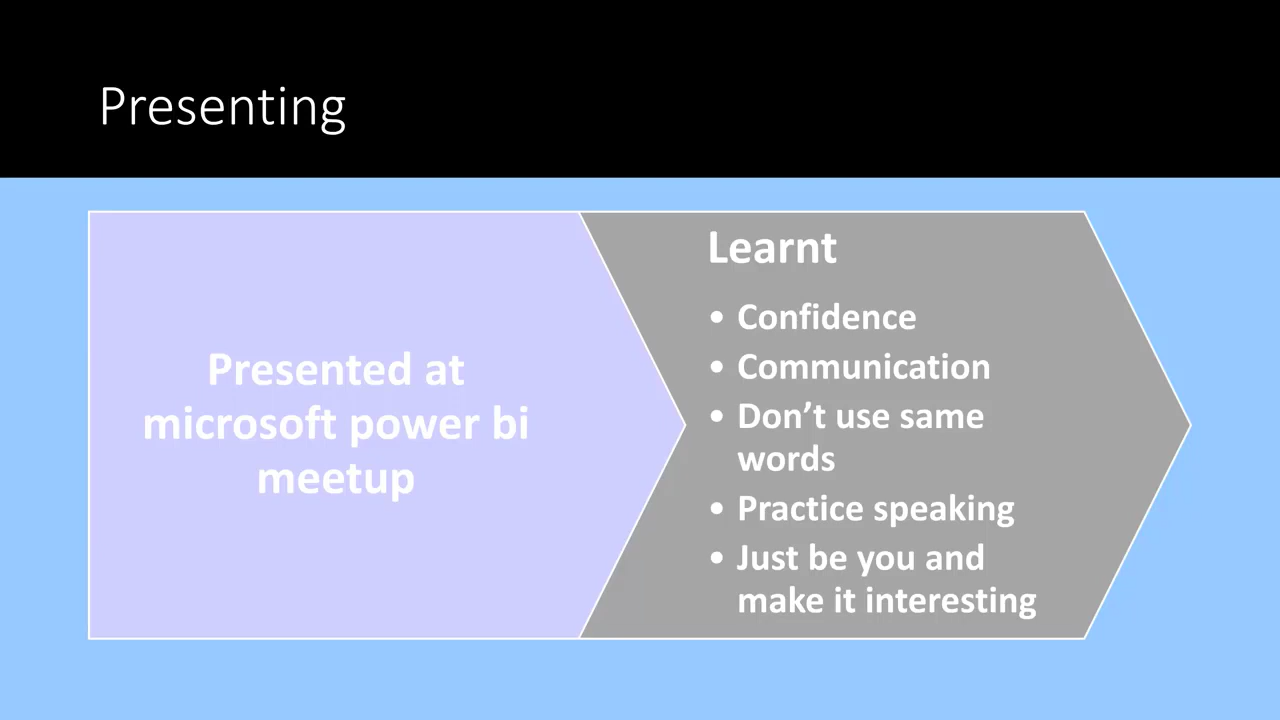 Presenting
Presented at
microsoft power bi
meetup
Learnt
• Confidence
• Communication
• Don’t use same
words
• Practice speaking
• Just be you and
make it interesting